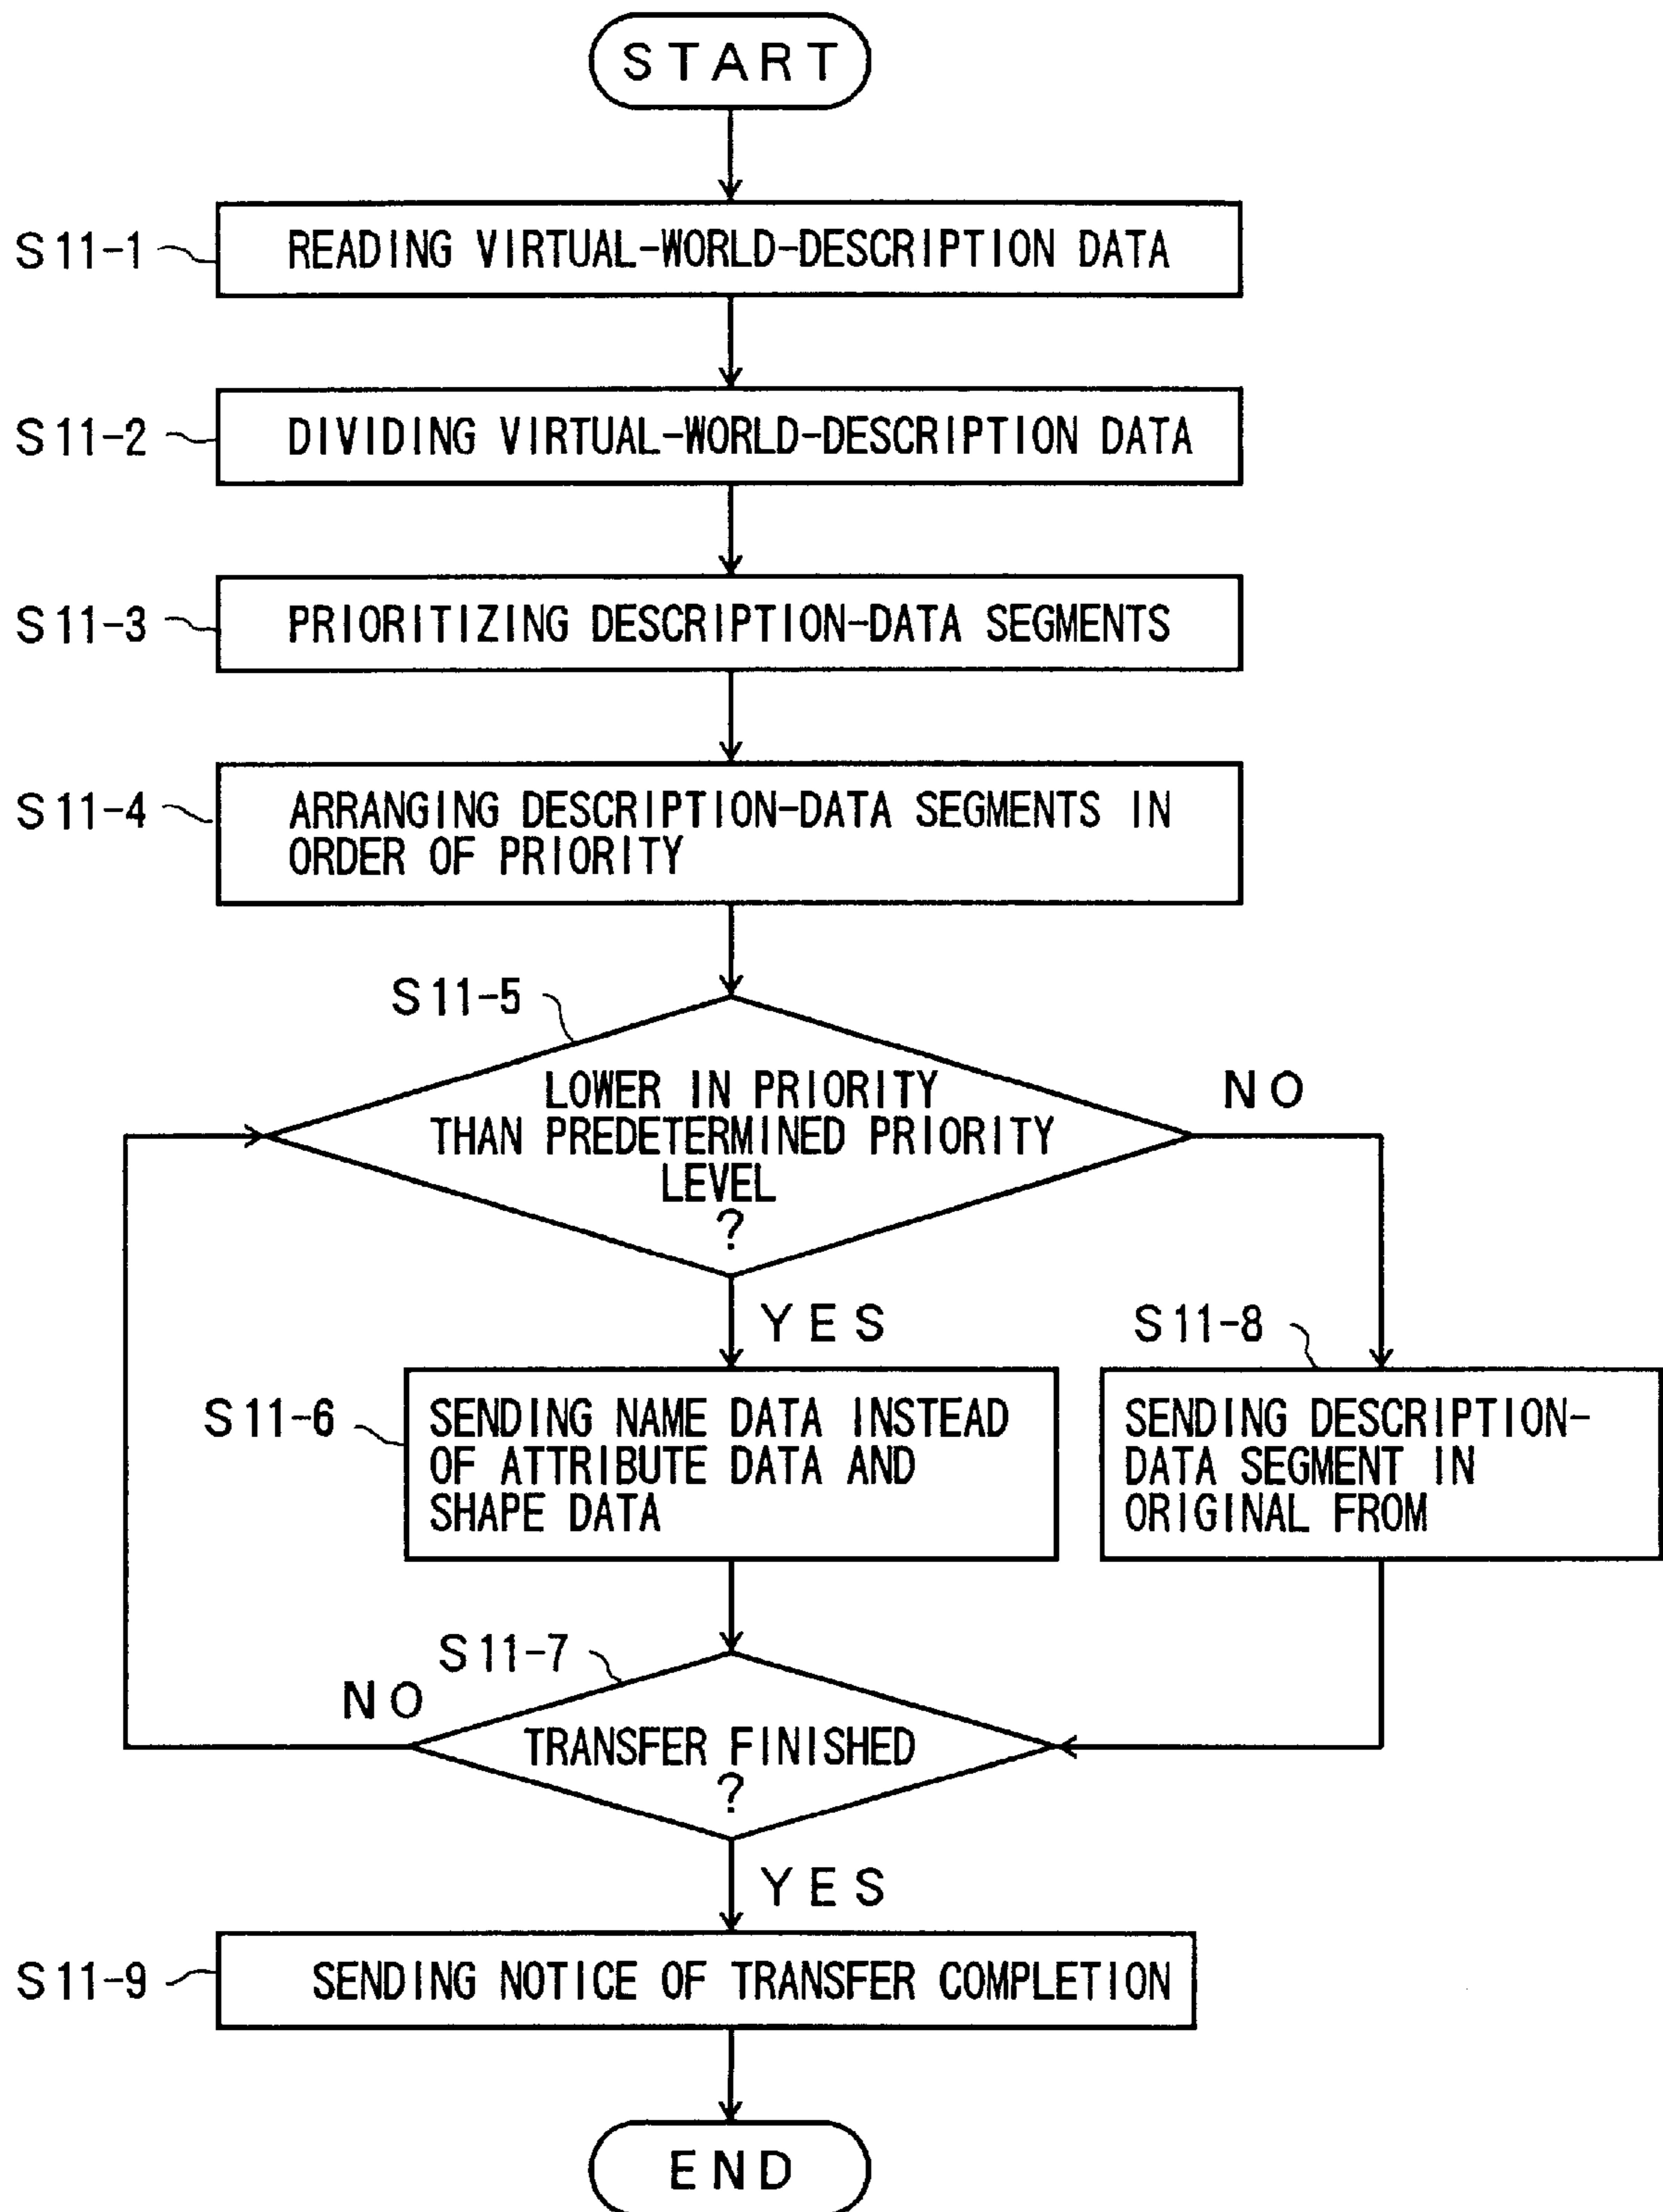 START
S11-1
READING VIRTUAL-WORLD-DESCRIPTION DATA
S11-2
DIVIDING VIRTUAL-WORLD-DESCRIPTION DATA
S11-3
PRIORITIZING DESCRIPTION-DATA SEGMENTS
S11-4
ARRANGING DESCRIPTION-DATA SEGMENTS IN
ORDER OF PRIORITY
S11-5
LOWER IN PRIORITY
THAN PREDETERMINED PRIORITY
LEVEL
?
NO
YES
S11-6
SENDING NAME DATA INSTEAD
OF ATTRIBUTE DATA AND
SHAPE DATA
S11-8
SENDING DESCRIPTION-
DATA SEGMENT IN
ORIGINAL FROM
S11-7
NO
TRANSFER FINISHED
?
YES
S11-9
SENDING NOTICE OF TRANSFER COMPLETION
END